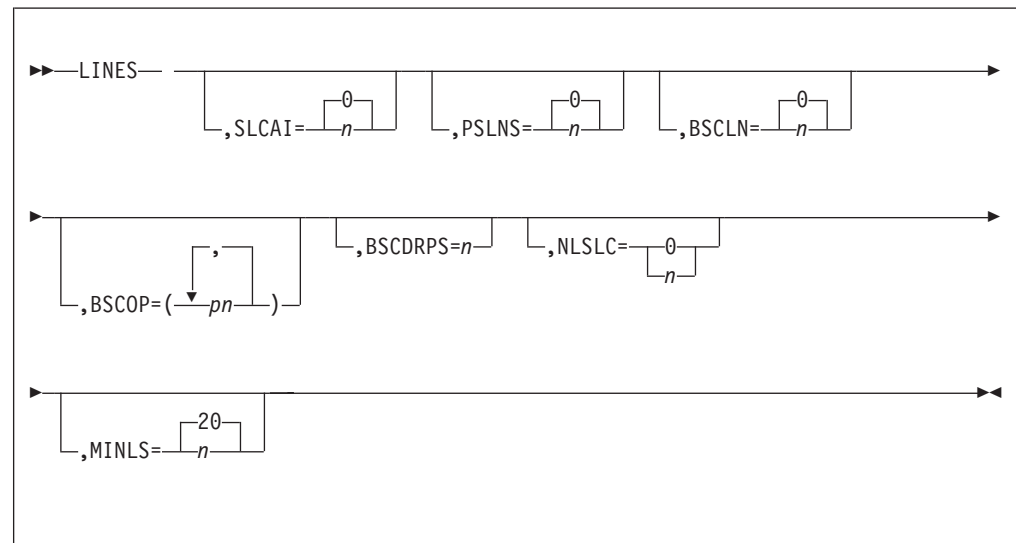 LINES
,SLCAI= 0 n ,PSLNS= 0 n ,BSCLN= 0 n
,BSCOP=( , pn ) ,BSCDRPS=n ,NLSLC= 0 n
,MINLS= 20 n